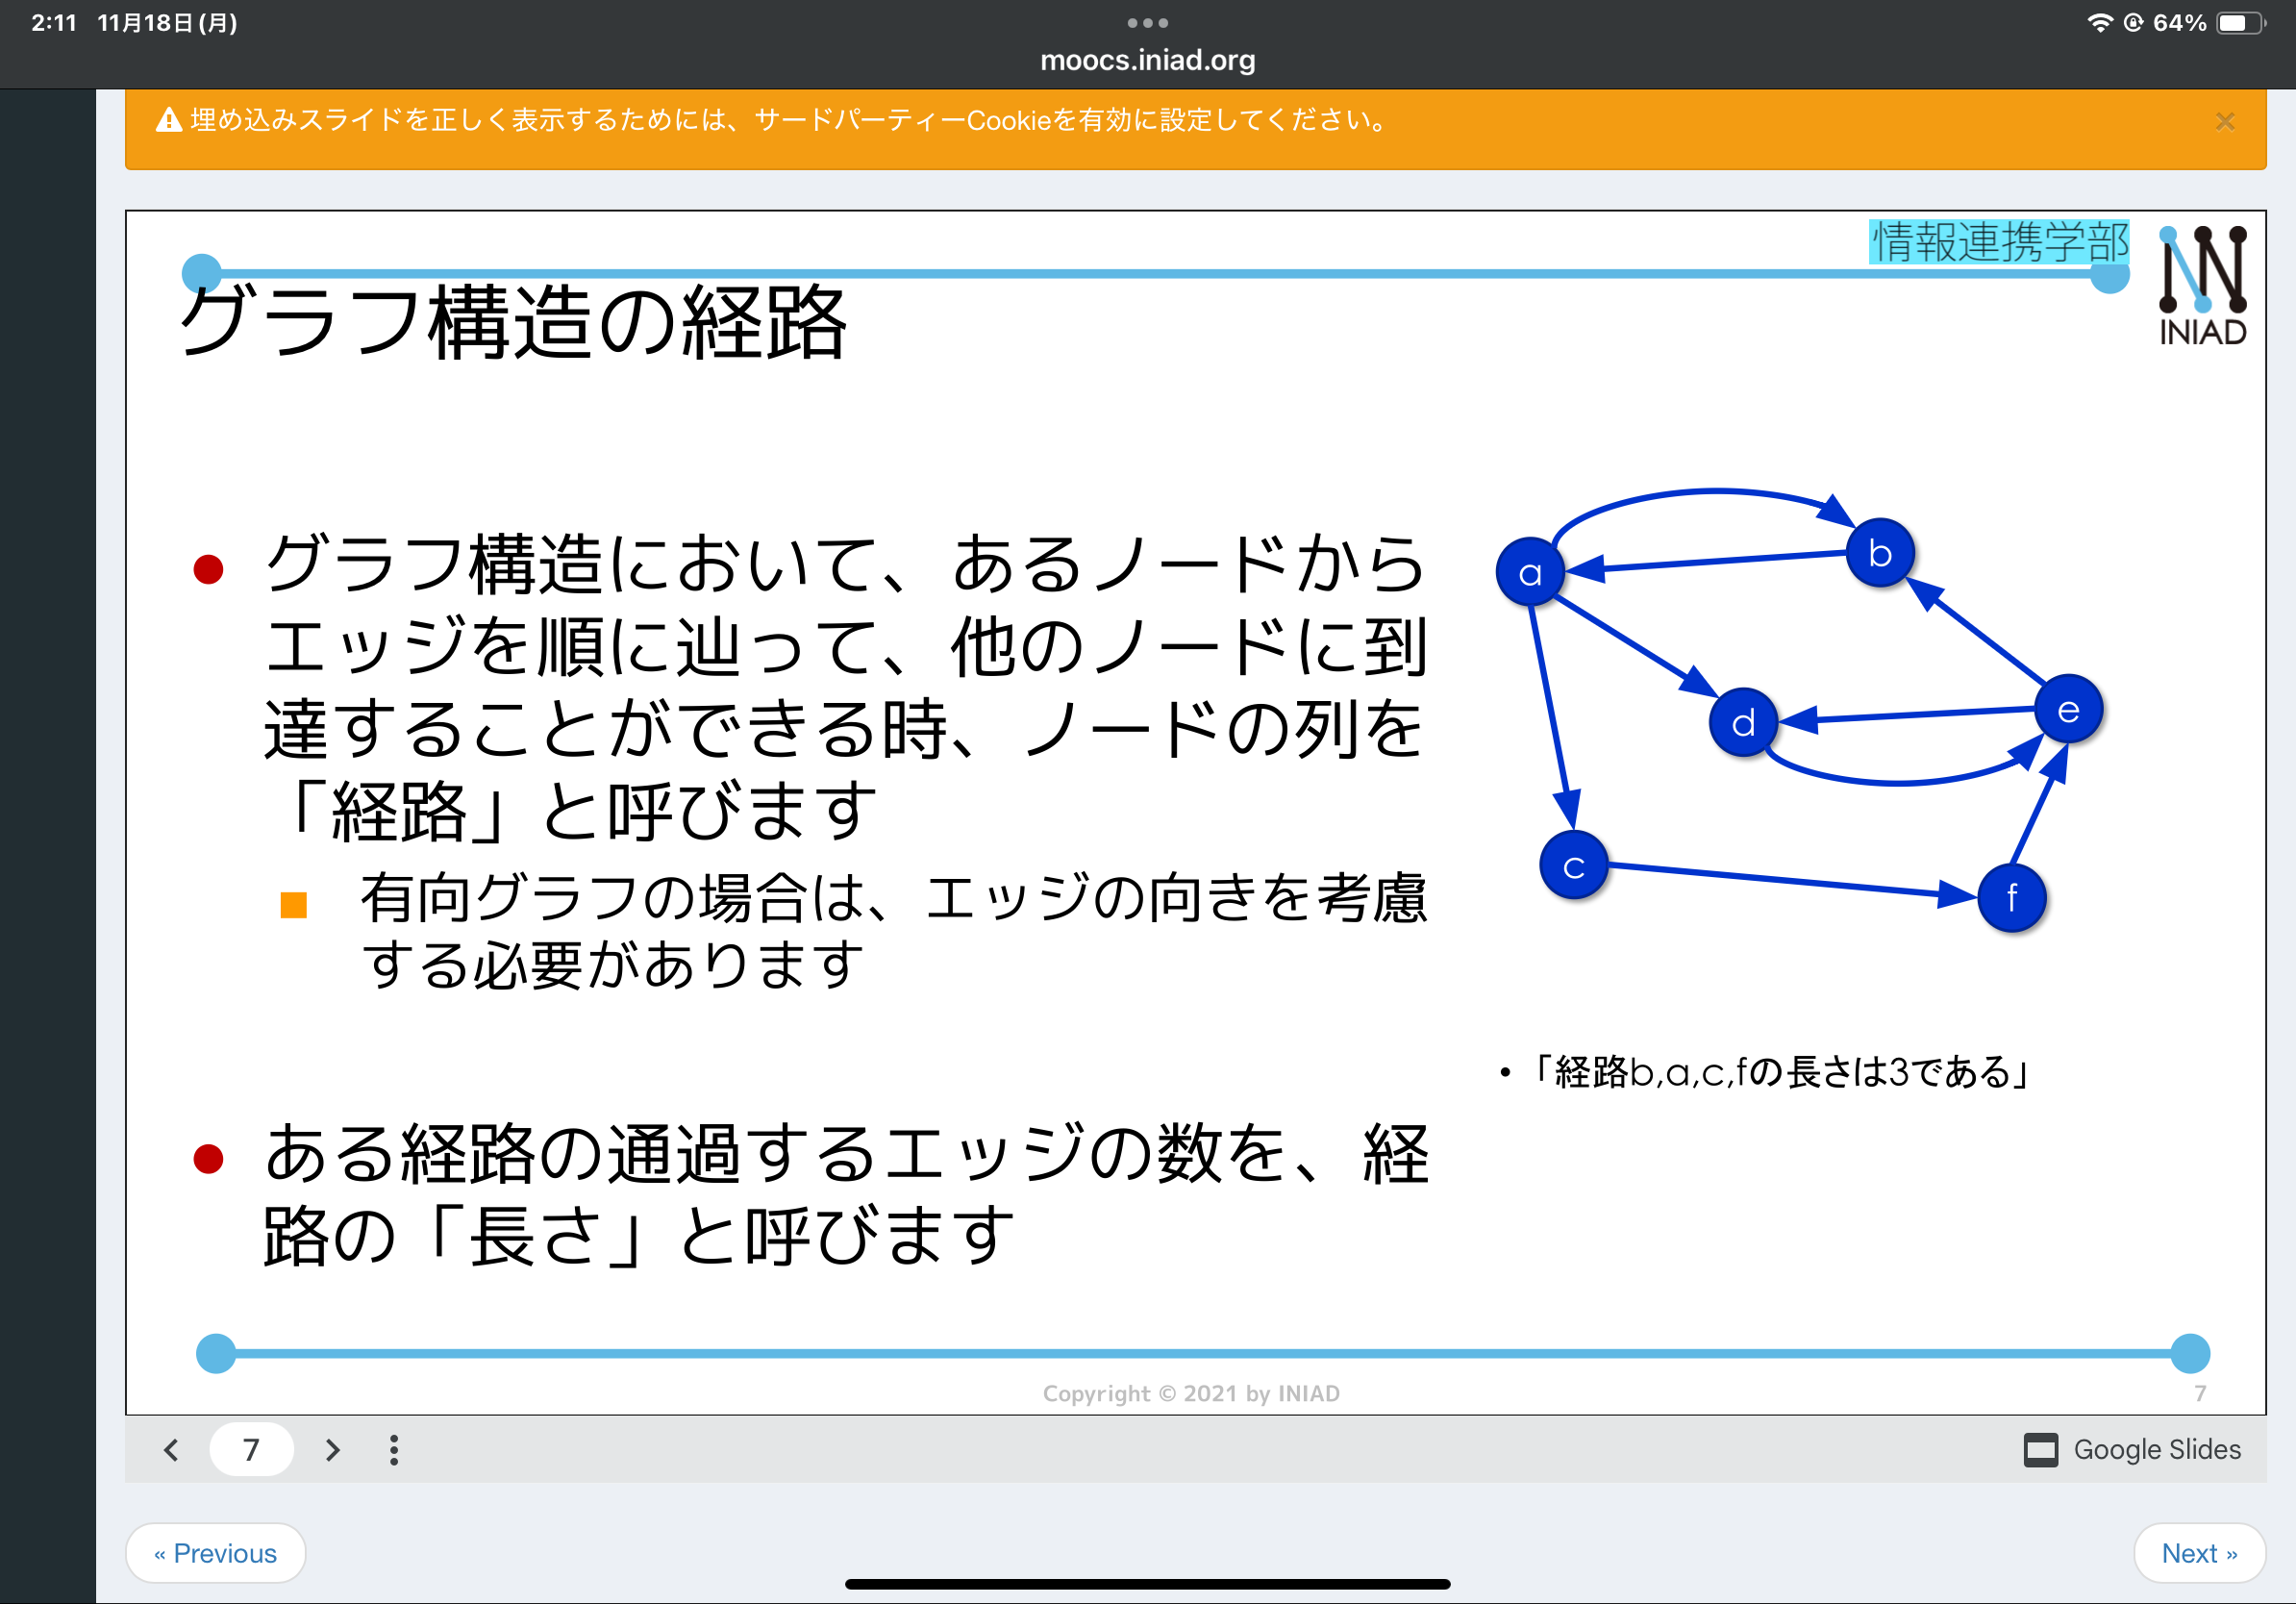 2:11 11月18日(月)
64%
moocs.iniad.org
埋め込みスライドを正しく表示するためには、サードパーティーCookieを有効に設定してください。
×
情報連携学部
INIAD
グラフ構造の経路
グラフ構造において、あるノードから
エッジを順に辿って、他のノードに到
達することができる時、ノードの列を
「経路」と呼びます
有向グラフの場合は、エッジの向きを考慮
する必要があります
ある経路の通過するエッジの数を、経
路の「長さ」と呼びます
a
b
d
e
c
f
•「経路b,a,c,fの長さは3である」
Copyright © 2021 by INIAD
7
7
Google Slides
« Previous
Next »